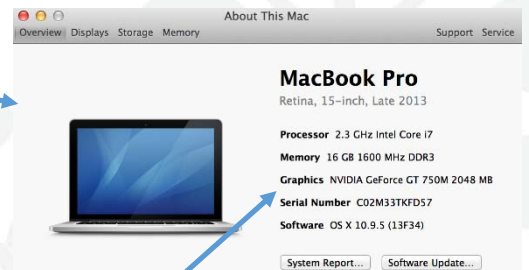 About This Mac
Overview Displays Storage Memory Support Service
MacBook Pro
Retina, 15-inch, Late 2013
Processor 2.3 GHz Intel Core i7
Memory 16 GB 1600 MHz DDR3
Graphics NVIDIA GeForce GT 750M 2048 MB
Serial Number C02M33TKFD57
Software OS X 10.9.5 (13F34)
System Report... Software Update...